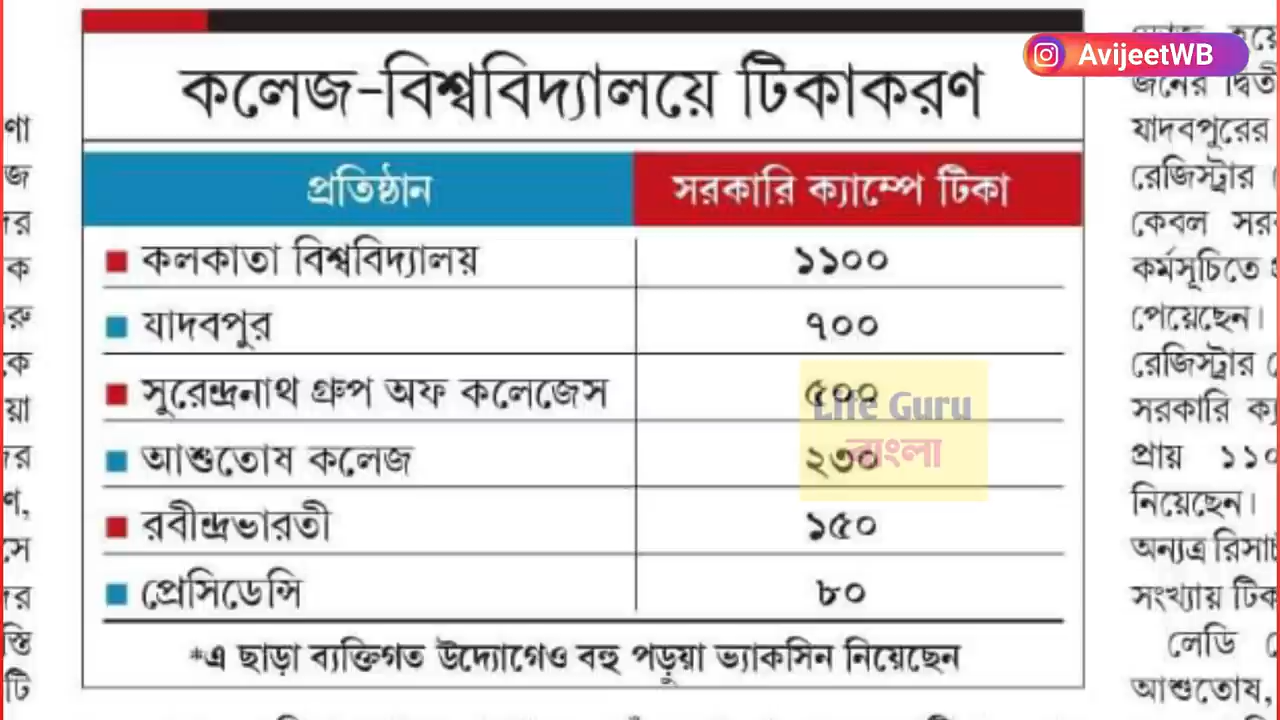 AvijeetWB
কলেজ-বিশ্ববিদ্যালয়ে টিকাকরণ
প্রতিষ্ঠান সরকারি ক্যাম্পে টিকা
কলকাতা বিশ্ববিদ্যালয় ১১০০
যাদবপুর ৭০০
সুরেন্দ্রনাথ গ্রুপ অফ কলেজেস ৫০০
Life Guru
বাংলা
আশুতোষ কলেজ ২৩০
রবীন্দ্রভারতী ১৫০
প্রেসিডেন্সি ৮০
*এ ছাড়া ব্যক্তিগত উদ্যোগেও বহু পড়ুয়া ভ্যাকসিন নিয়েছেন
জনের
যাদবপুরের
রেজিস্ট্রার
কেবল
কর্মসূচিতে
পেয়েছেন।
রেজিস্ট্রার
সরকারি
প্রায়
নিয়েছেন।
অন্যত্র
সংখ্যায়
লেডি
আশুতোষ,